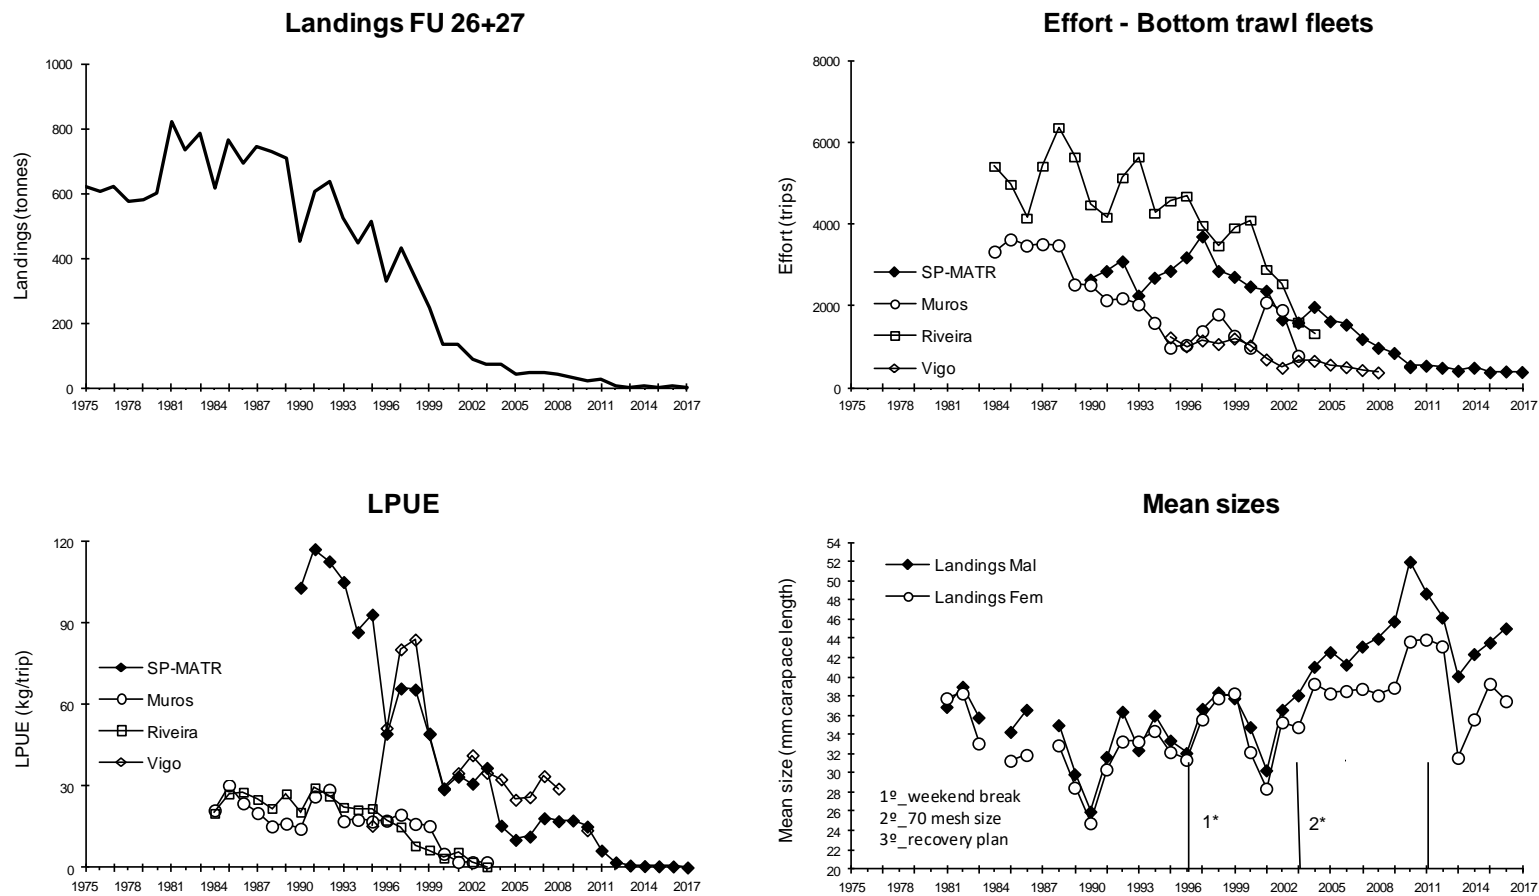 Landings FU 26+27
Landings (tonnes)
1000
800
600
400
200
0
1975 1978 1981 1984 1987 1990 1993 1996 1999 2002 2005 2008 2011 2014 2017
Effort - Bottom trawl fleets
Effort (trips)
8000
6000
4000
2000
0
SP-MATR
Muros
Riveira
Vigo
1975 1978 1981 1984 1987 1990 1993 1996 1999 2002 2005 2008 2011 2014 2017
LPUE
LPUE (kg/trip)
120
90
60
30
0
SP-MATR
Muros
Riveira
Vigo
1975 1978 1981 1984 1987 1990 1993 1996 1999 2002 2005 2008 2011 2014 2017
Mean sizes
Mean size (mm carapace length)
54
52
50
48
46
44
42
40
38
36
34
32
30
28
26
24
22
20
Landings Mal
Landings Fem
1º_weekend break
2º_70 mesh size
3º_recovery plan
1*
2*
1975 1978 1981 1984 1987 1990 1993 1996 1999 2002 2005 2008 2011 2014 2017